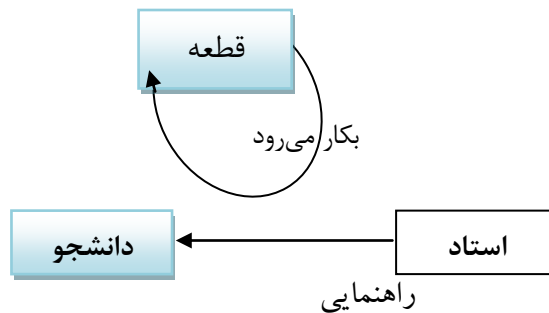 قطعه
بکار می‌رود
استاد
دانشجو
راهنمایی